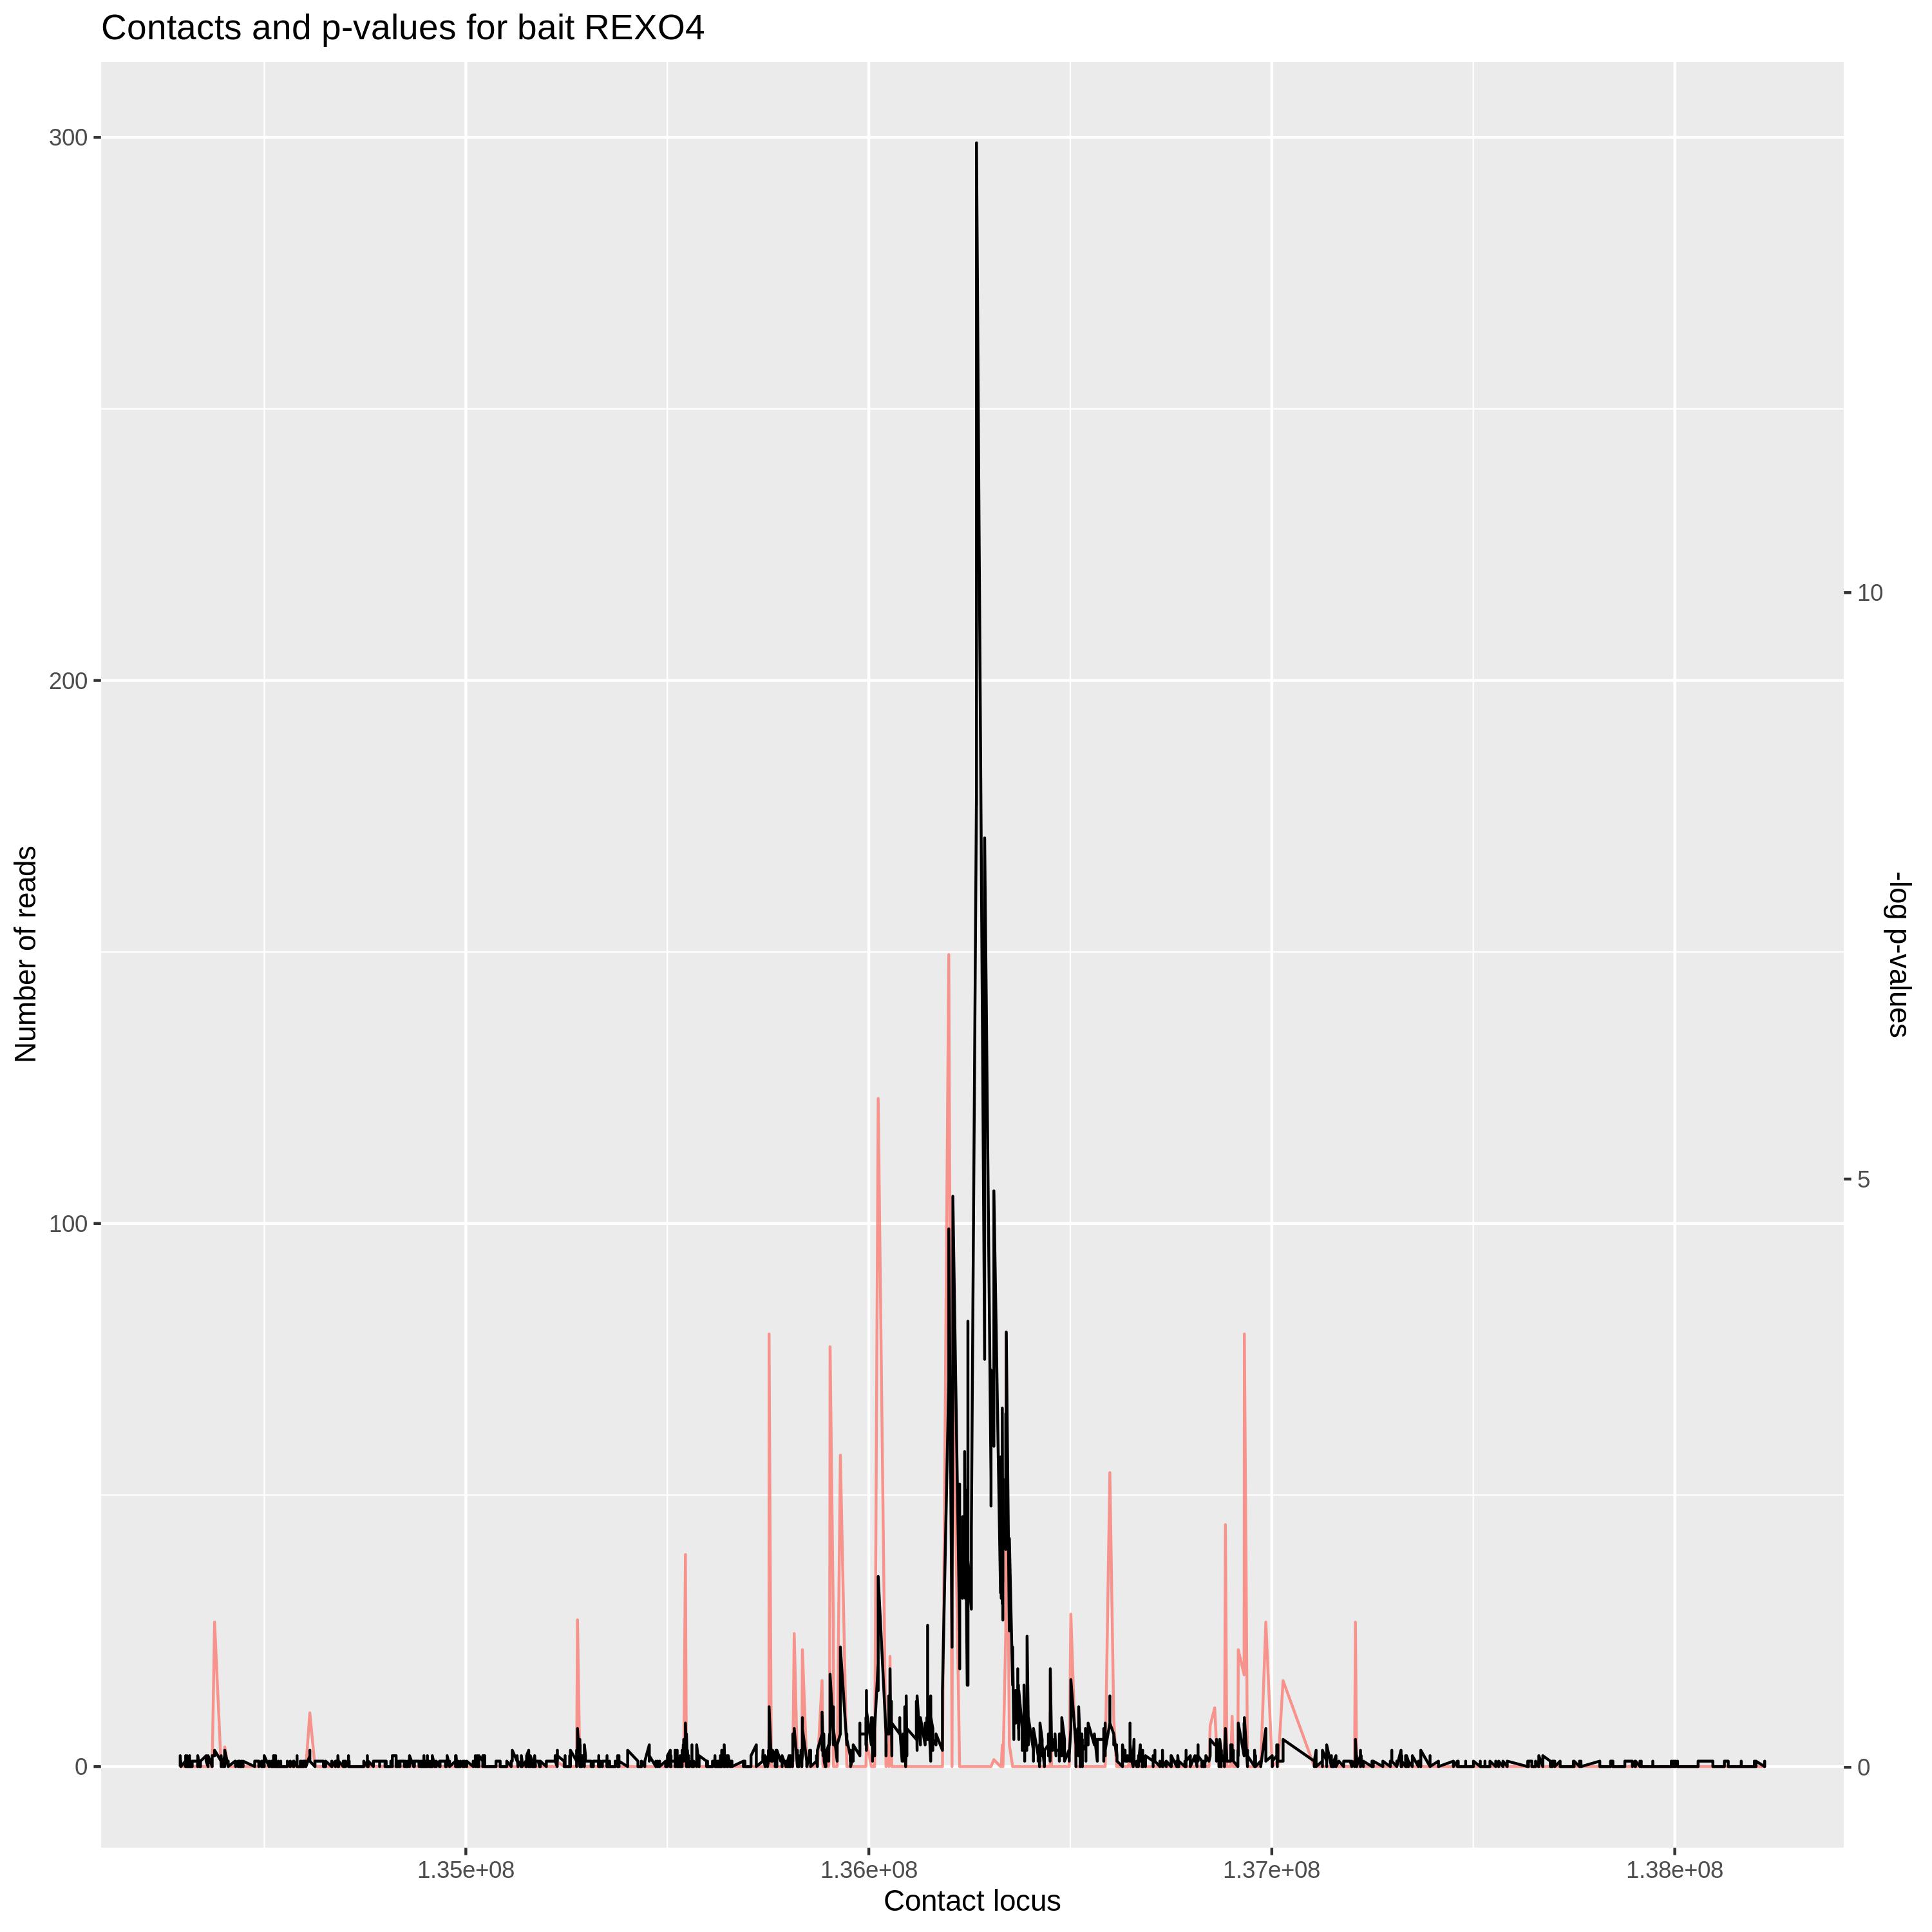 Contacts and p-values for bait REXO4
300
200
100
0
Number of reads
10
5
0
-log p-values
1.35e+08 1.36e+08 1.37e+08 1.38e+08
Contact locus